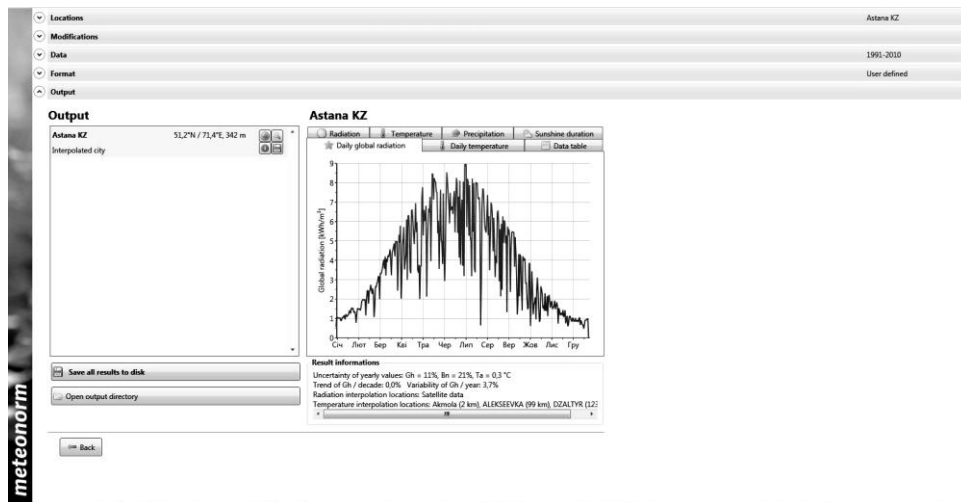 Locations Astana KZ
Modifications
Data 1991-2010
Format User defined
Output
Output
Astana KZ 51,2°N / 71,4°E, 342 m
Interpolated city
Save all results to disk
Open output directory
Back
meteonorm
Astana KZ
Radiation Temperature Precipitation Sunshine duration
Daily global radiation Daily temperature Data table
Global radiation [kWh/m²]
9
8
7
6
5
4
3
2
1
0
Січ Лют Бер Кві Тра Чер Лип Сер Вер Жов Лис Гру
Result informations
Uncertainty of yearly values: Gh = 11%, Bn = 21%, Ta = 0,3 °C
Trend of Gh / decade: 0,0% Variability of Gh / year: 3,7%
Radiation interpolation locations: Satellite data
Temperature interpolation locations: Akmola (2 km), ALEKSEEVKA (99 km), DZALTYR (12